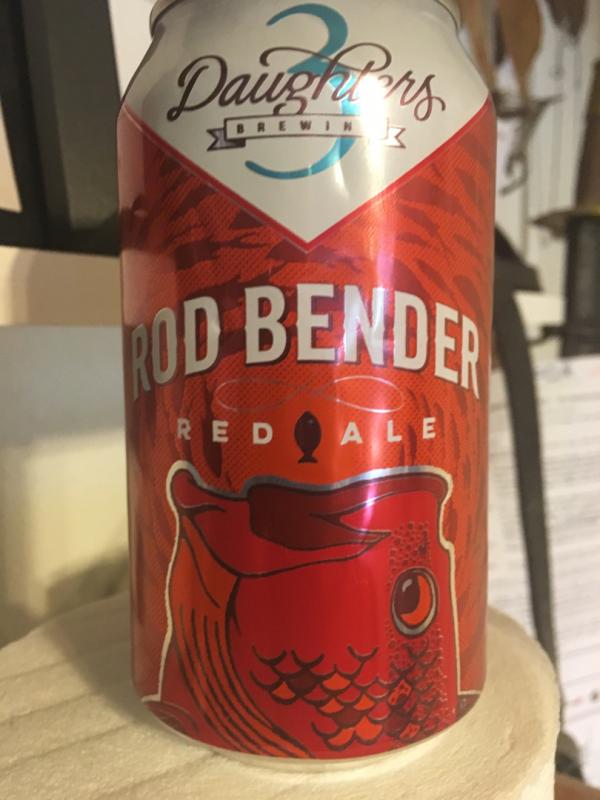 3
Daughters
BREWING
ROD BENDER
RED ALE